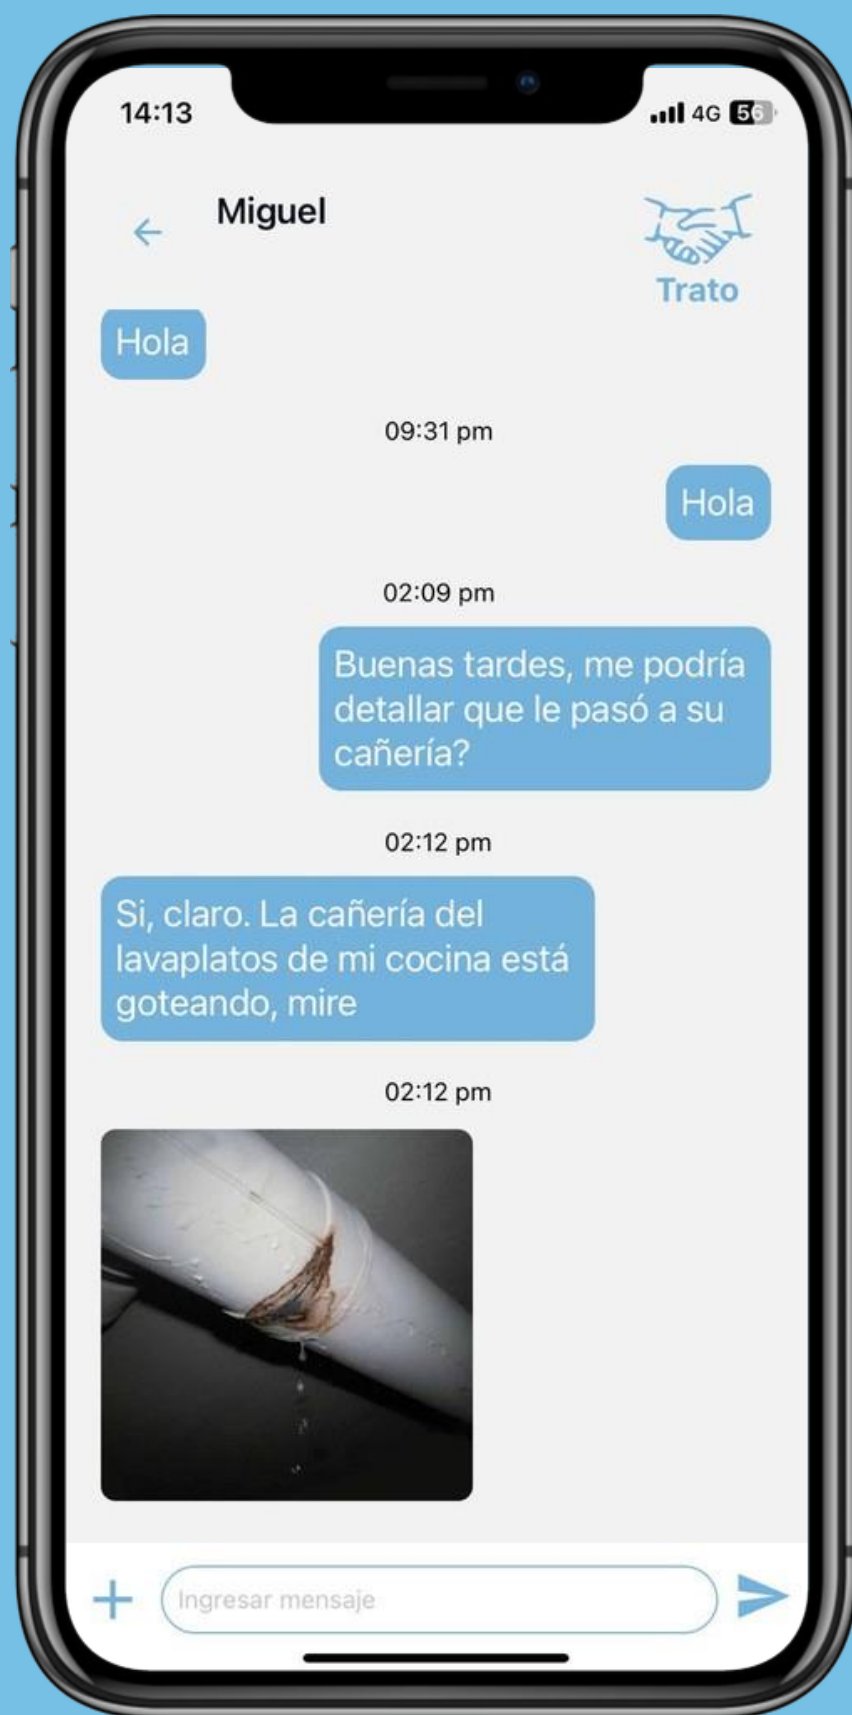 14:13
4G 56
Miguel
Trato
Hola
09:31 pm
Hola
02:09 pm
Buenas tardes, me podría
detallar que le pasó a su
cañería?
02:12 pm
Si, claro. La cañería del
lavaplatos de mi cocina está
goteando, mire
02:12 pm
Ingresar mensaje